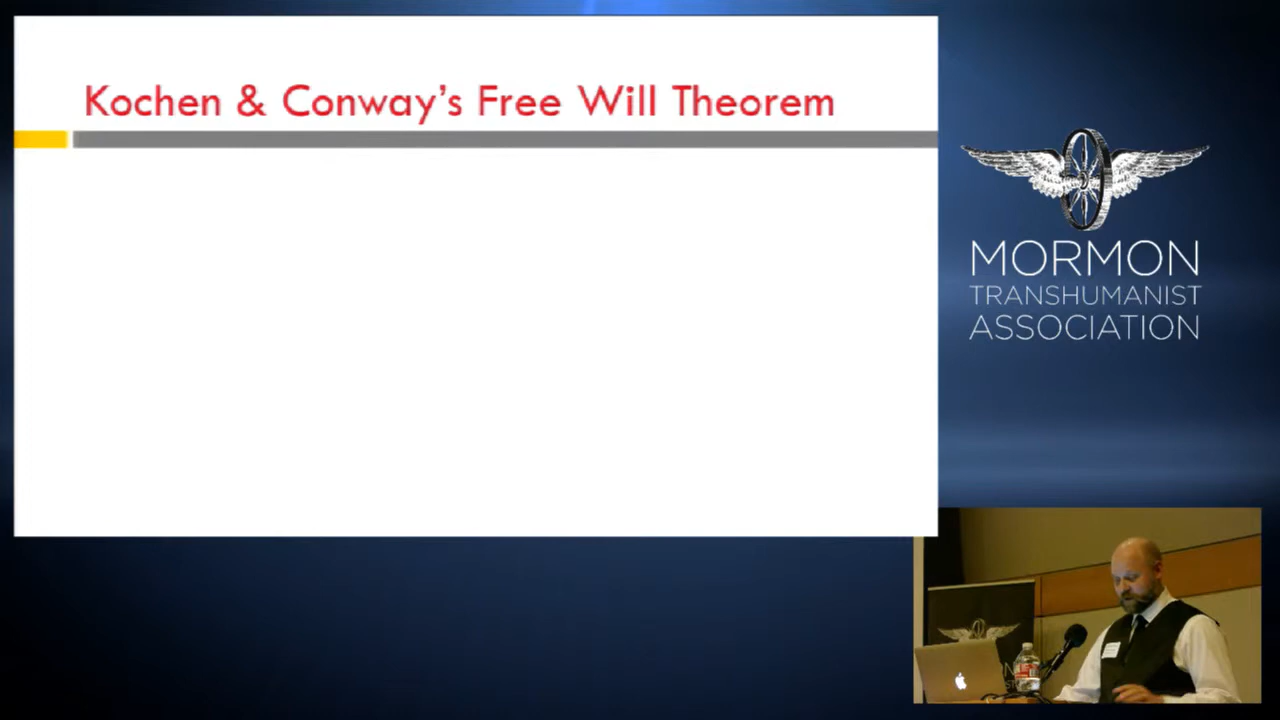 Kochen & Conway's Free Will Theorem
MORMON
TRANSHUMANIST
ASSOCIATION